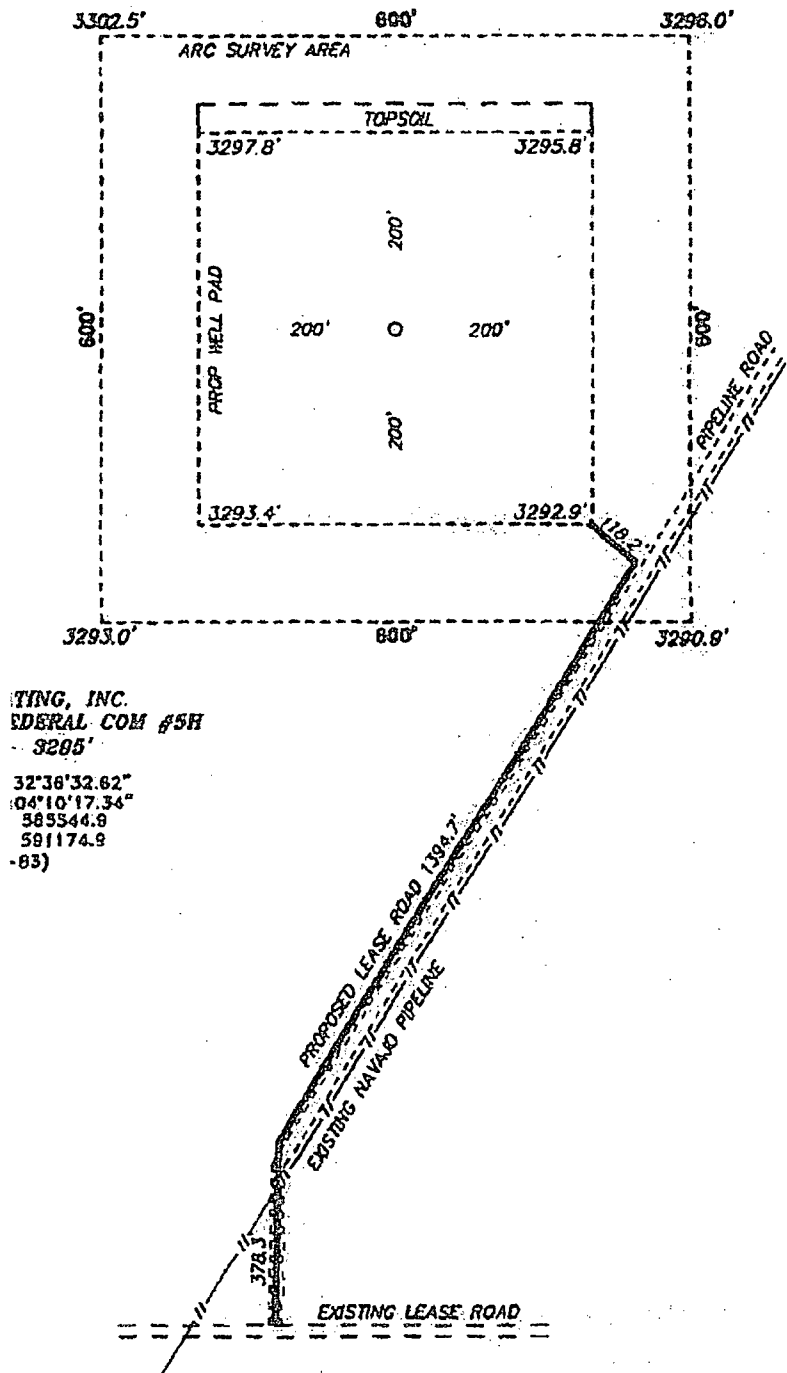 3302.5' 600' 3298.0'
ARC SURVEY AREA
TOPSOIL
3297.8' 3295.8'
200'
600' PROP WELL PAD 200' 200' 600'
200'
PIPELINE ROAD
3293.4' 3292.9'
118.2'
3293.0' 600' 3290.9'
TING, INC.
EDERAL COM #5H
- 3295'
32°38'32.62"
04°10'17.34"
585544.9
591174.9
-83)
PROPOSED LEASE ROAD 1394.7'
EXISTING NAVAJO PIPELINE
378.3
EXISTING LEASE ROAD